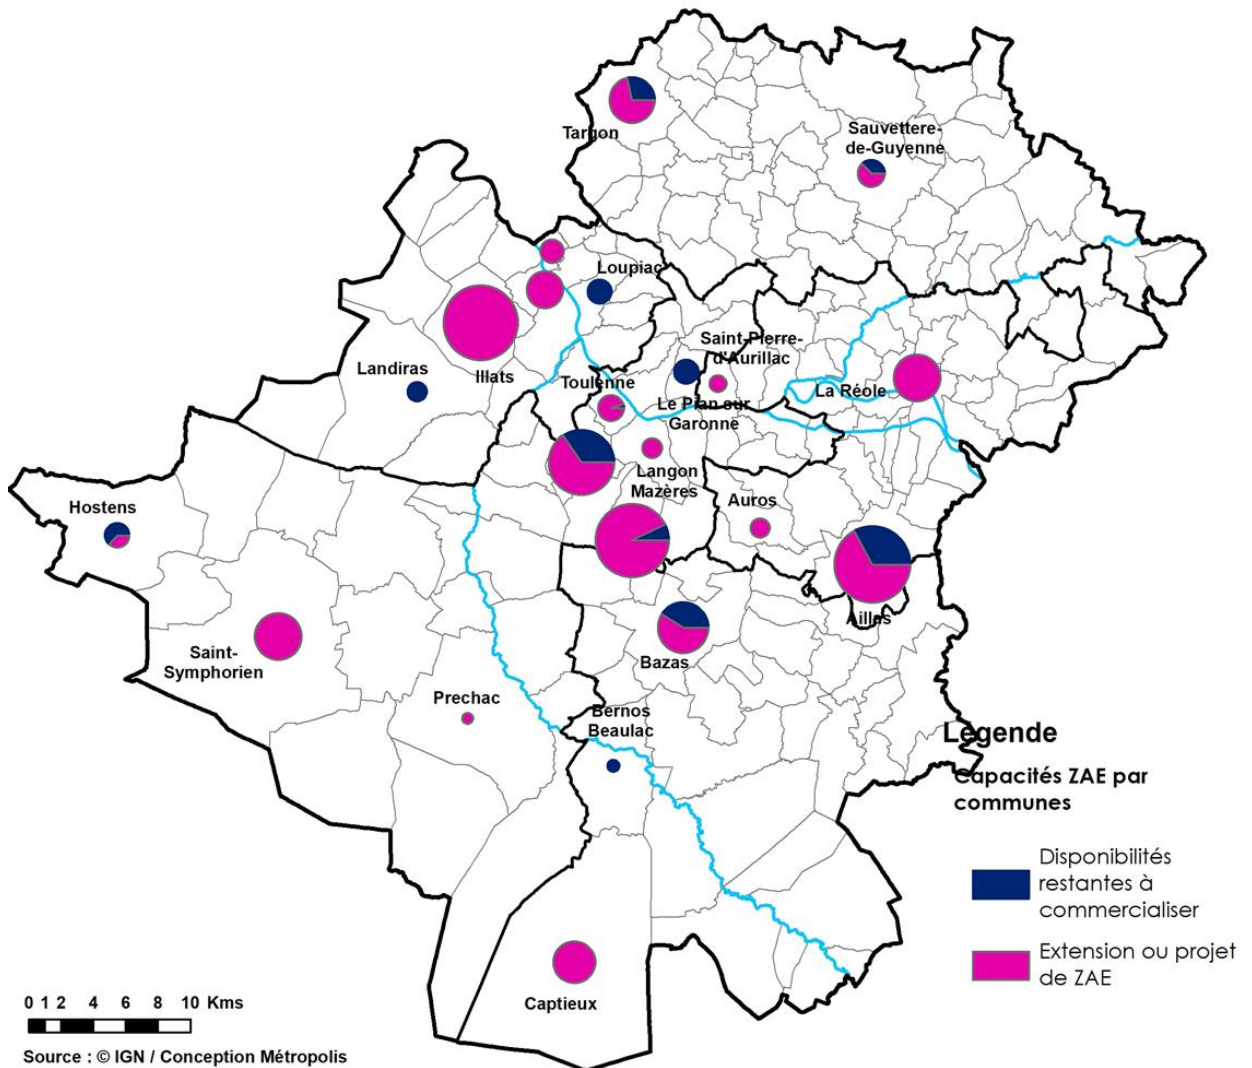 Targon
Sauvettere-
de-Guyenne
Loupiac
Saint-Pierre-
d'Aurillac
Landiras
Illats
Toulenne
La Réole
Le Pian sur
Garonne
Langon
Mazères
Auros
Hostens
Aillas
Saint-
Symphorien
Bazas
Prechac
Bernos
Beaulac
Captieux
Légende
Capacités ZAE par
communes
Disponibilités
restantes à
commercialiser
Extension ou projet
de ZAE
0 1 2 4 6 8 10 Kms
Source : © IGN / Conception Métropolis